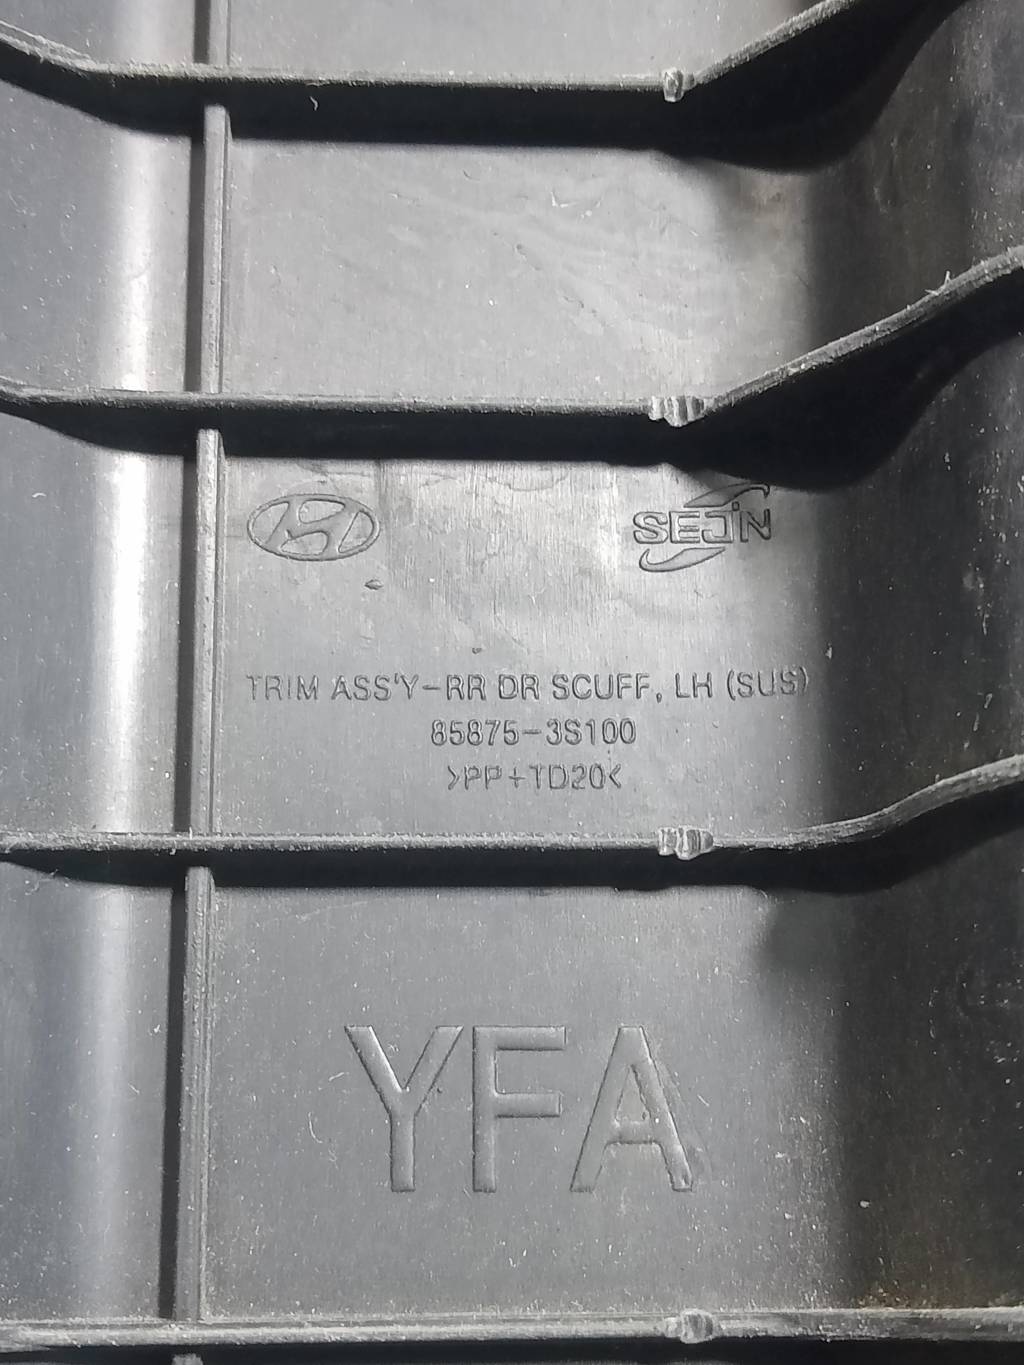 SEJIN
TRIM ASS'Y-RR DR SCUFF, LH (SUS)
85875-3S100
>PP+TD20<
YFA